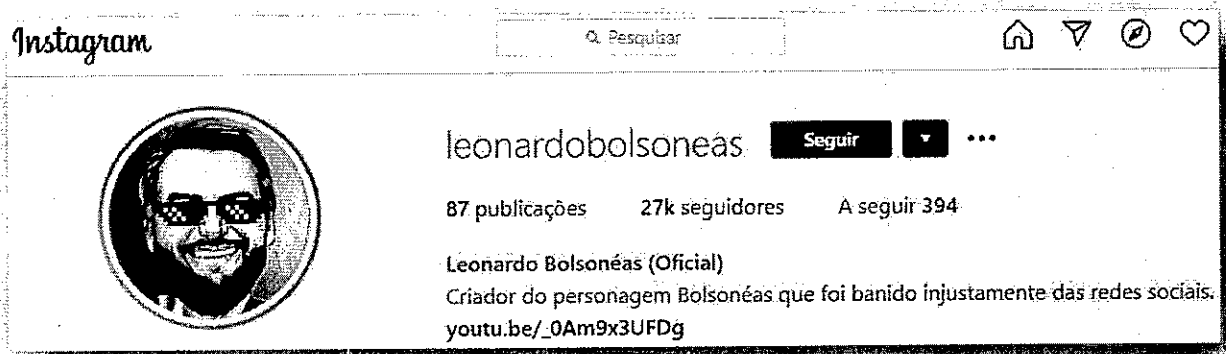 Instagram
Pesquisar
leonardobolsoneas Seguir
87 publicações 27k seguidores A seguir 394
Leonardo Bolsonéas (Oficial)
Criador do personagem Bolsonéas que foi banido injustamente das redes sociais.
youtu.be/_0Am9x3UFDg